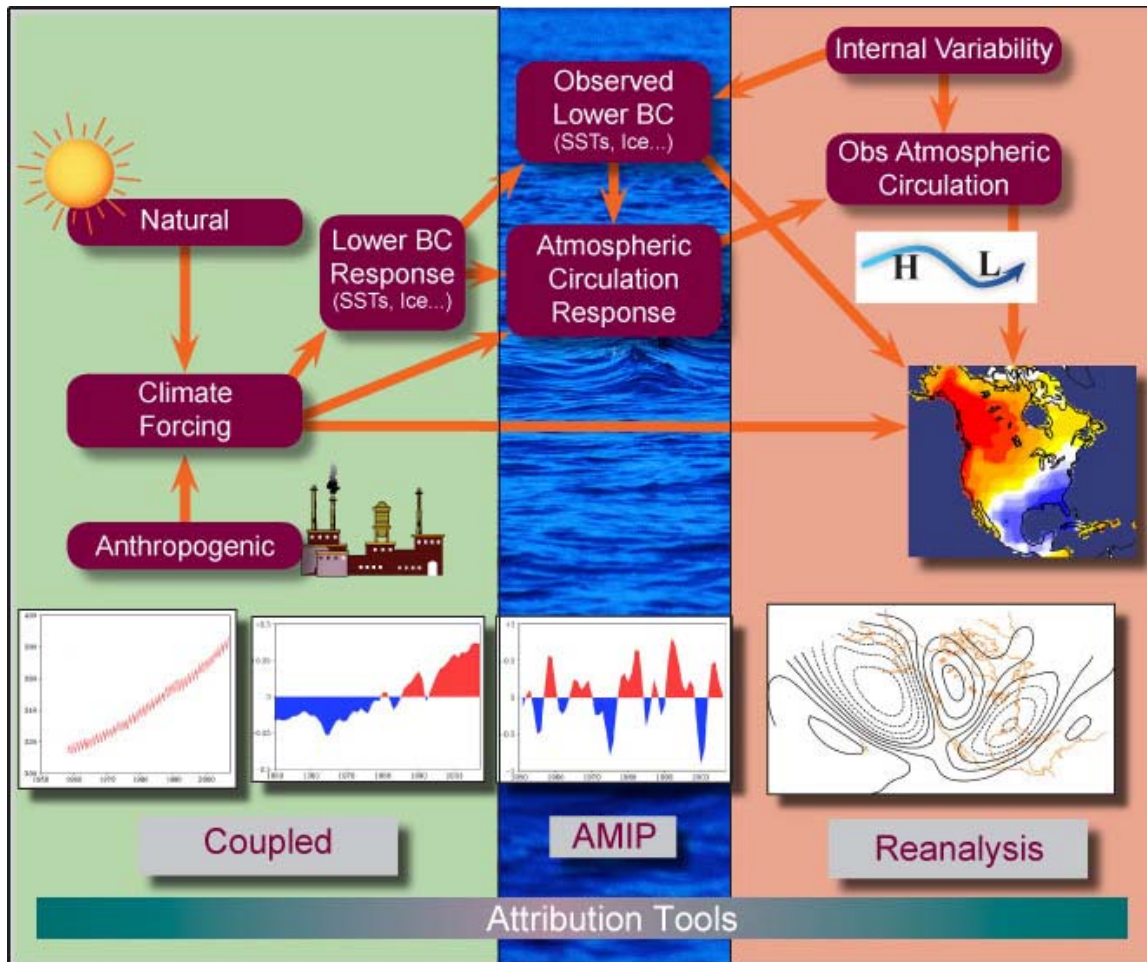 Internal Variability
Observed
Lower BC
(SSTs, Ice...)
Obs Atmospheric
Circulation
Natural
Lower BC
Response
(SSTs, Ice...)
Atmospheric
Circulation
Response
H
L
Climate
Forcing
Anthropogenic
Coupled
AMIP
Reanalysis
Attribution Tools